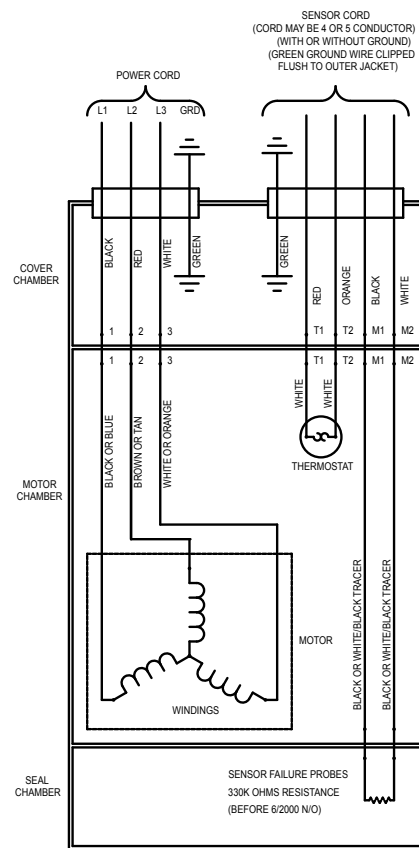 SENSOR CORD
(CORD MAY BE 4 OR 5 CONDUCTOR)
(WITH OR WITHOUT GROUND)
(GREEN GROUND WIRE CLIPPED
FLUSH TO OUTER JACKET)
POWER CORD
L1 L2 L3 GRD
COVER
CHAMBER
BLACK
RED
WHITE
GREEN
GREEN
RED
ORANGE
BLACK
WHITE
1 2 3 T1 T2 M1 M2
1 2 3 T1 T2 M1 M2
MOTOR
CHAMBER
BLACK OR BLUE
BROWN OR TAN
WHITE OR ORANGE
WHITE
WHITE
THERMOSTAT
BLACK OR WHITE/BLACK TRACER
BLACK OR WHITE/BLACK TRACER
MOTOR
WINDINGS
SEAL
CHAMBER
SENSOR FAILURE PROBES
330K OHMS RESISTANCE
(BEFORE 6/2000 N/O)